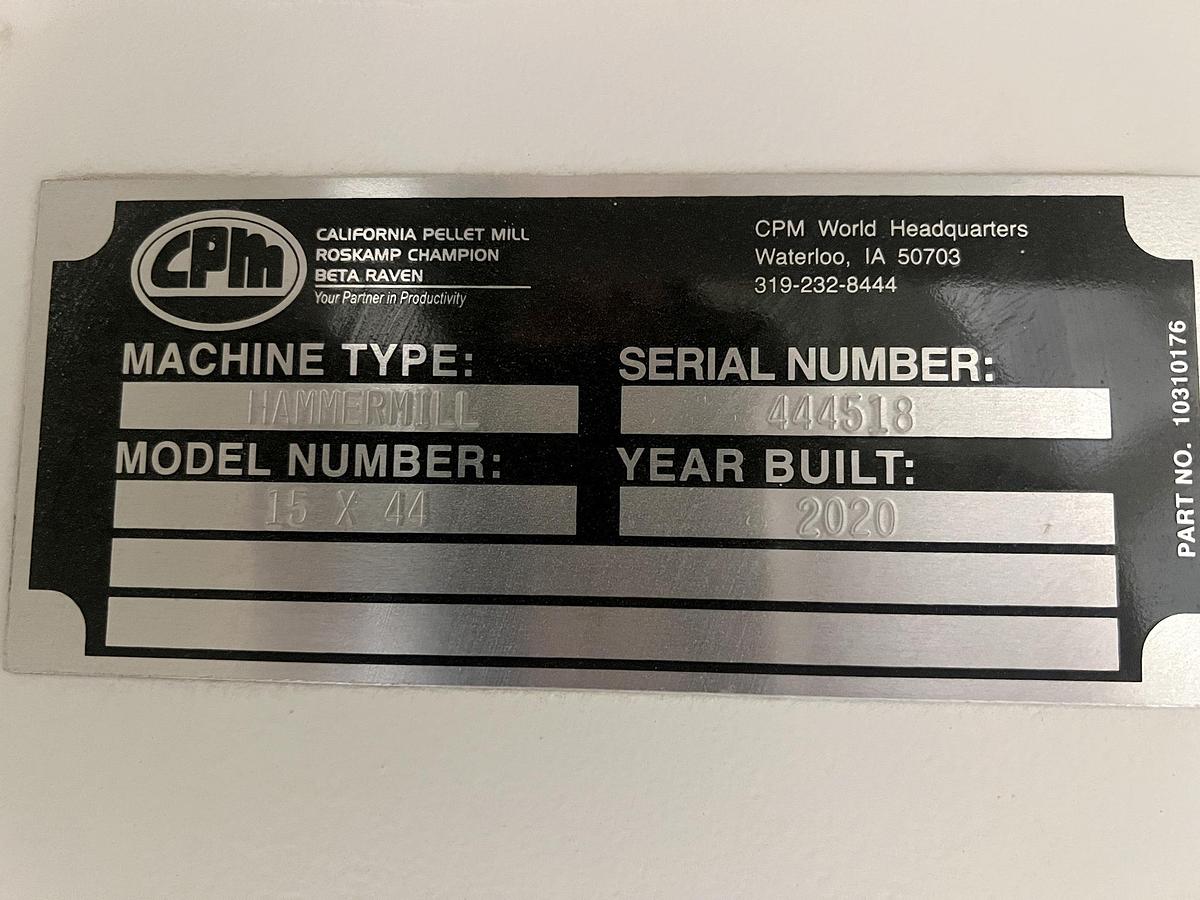 CPM
CALIFORNIA PELLET MILL
ROSKAMP CHAMPION
BETA RAVEN
Your Partner in Productivity
CPM World Headquarters
Waterloo, IA 50703
319-232-8444
MACHINE TYPE:
HAMMERMILL
SERIAL NUMBER:
444518
MODEL NUMBER:
15 X 44
YEAR BUILT:
2020
PART NO. 10310176